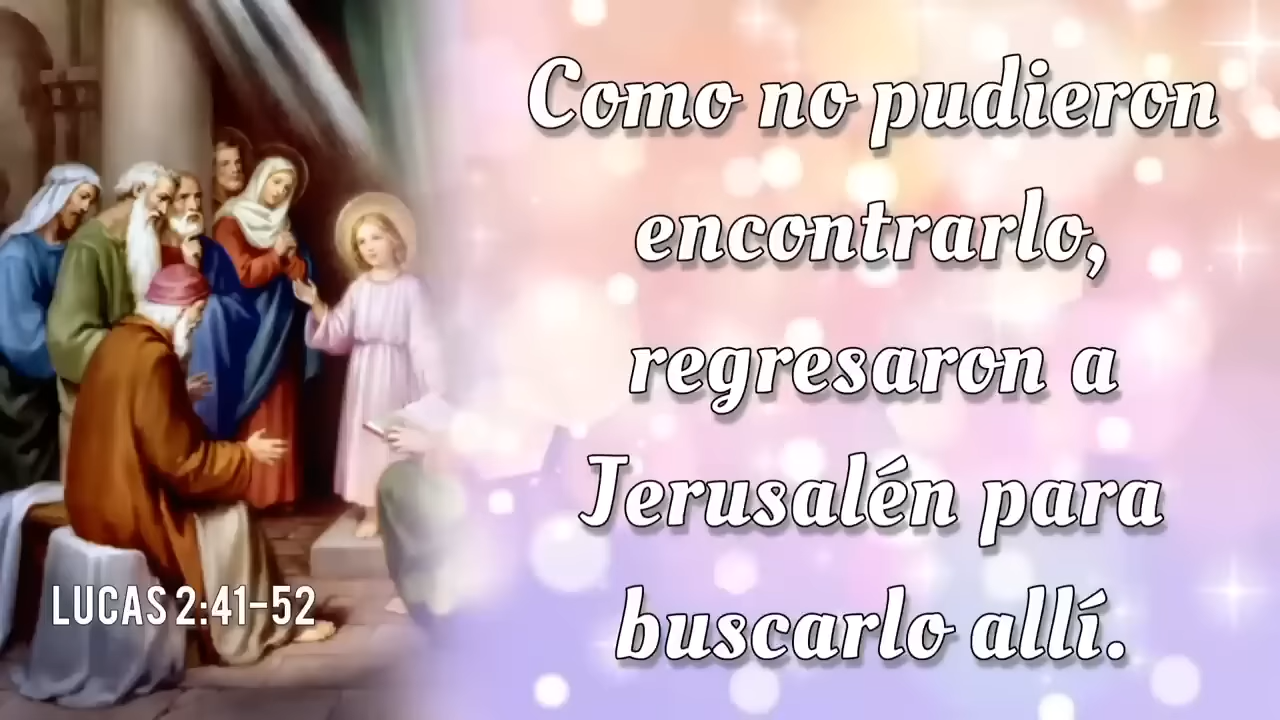 Como no pudieron
encontrarlo,
regresaron a
Jerusalén para
buscarlo allí.
LUCAS 2:41-52